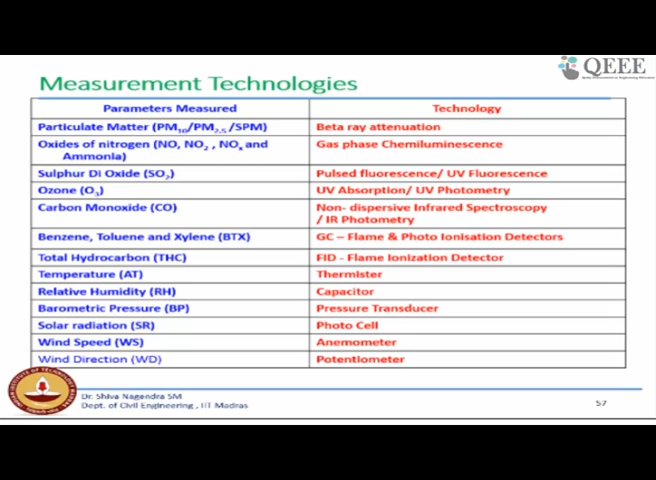 QEEE
Measurement Technologies
Parameters Measured
Technology
Particulate Matter (PM10/PM2.5 /SPM)
Beta ray attenuation
Oxides of nitrogen (NO, NO2 , NOx and
Ammonia)
Gas phase Chemiluminescence
Sulphur Di Oxide (SO2)
Pulsed fluorescence/ UV Fluorescence
Ozone (O3)
UV Absorption/ UV Photometry
Carbon Monoxide (CO)
Non- dispersive Infrared Spectroscopy
/ IR Photometry
Benzene, Toluene and Xylene (BTX)
GC – Flame & Photo Ionisation Detectors
Total Hydrocarbon (THC)
FID - Flame Ionization Detector
Temperature (AT)
Thermister
Relative Humidity (RH)
Capacitor
Barometric Pressure (BP)
Pressure Transducer
Solar radiation (SR)
Photo Cell
Wind Speed (WS)
Anemometer
Wind Direction (WD)
Potentiometer
Dr. Shiva Nagendra SM
Dept. of Civil Engineering , IIT Madras
57